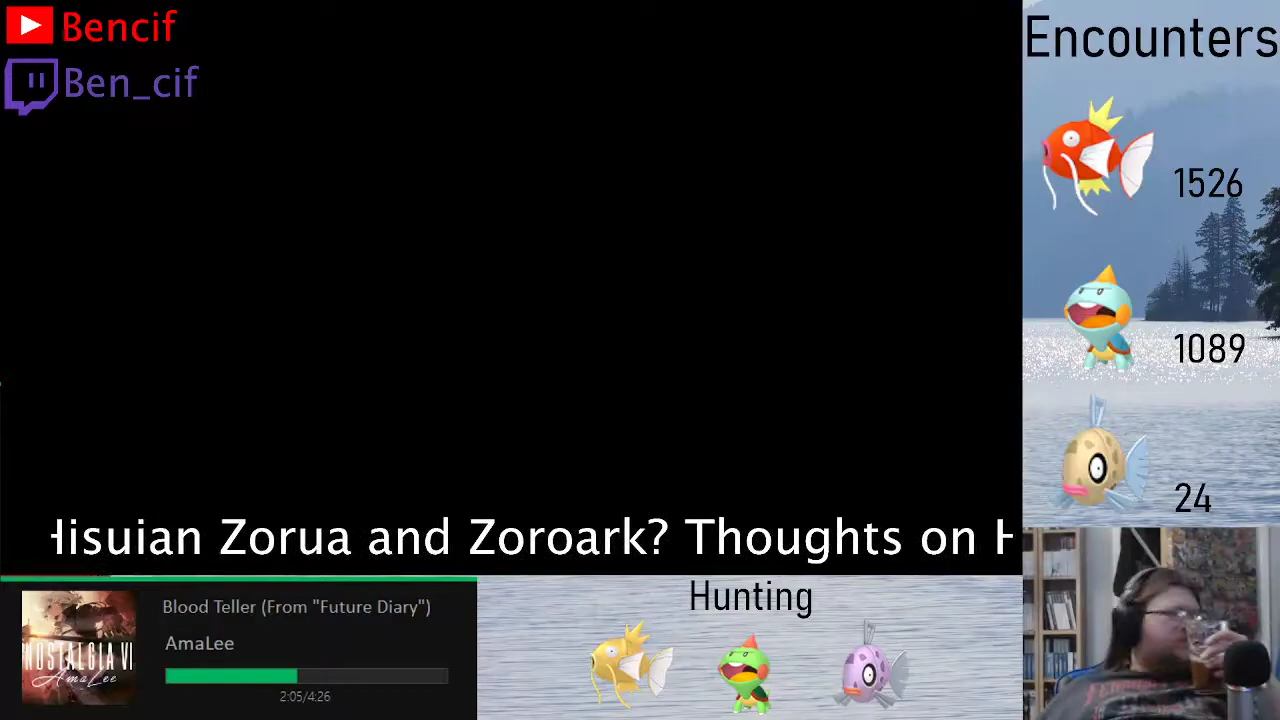 Bencif
Ben_cif
Encounters
1526
1089
24
Hisuian Zorua and Zoroark? Thoughts on H
Hunting
Blood Teller (From "Future Diary")
AmaLee
2:05/4:26
NOSTALGIA VI
AmaLee